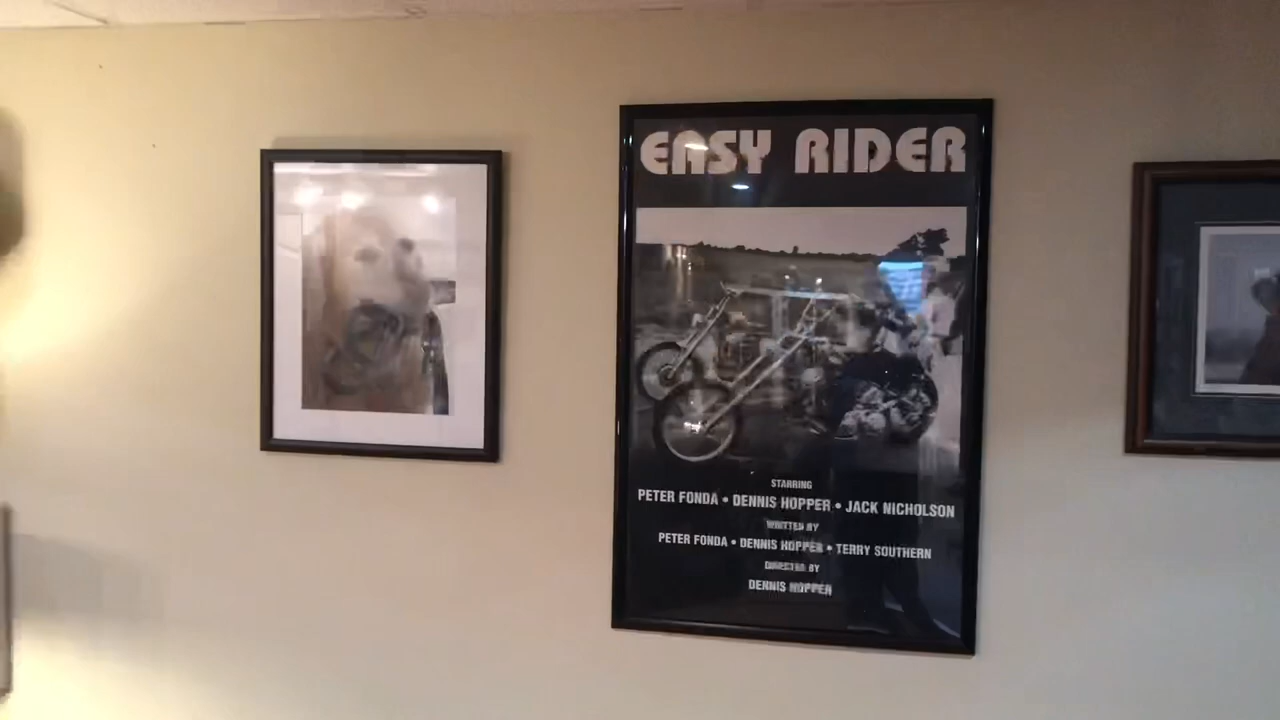 EASY RIDER
STARRING
PETER FONDA • DENNIS HOPPER • JACK NICHOLSON
WRITTEN BY
PETER FONDA • DENNIS HOPPER • TERRY SOUTHERN
DIRECTED BY
DENNIS HOPPER